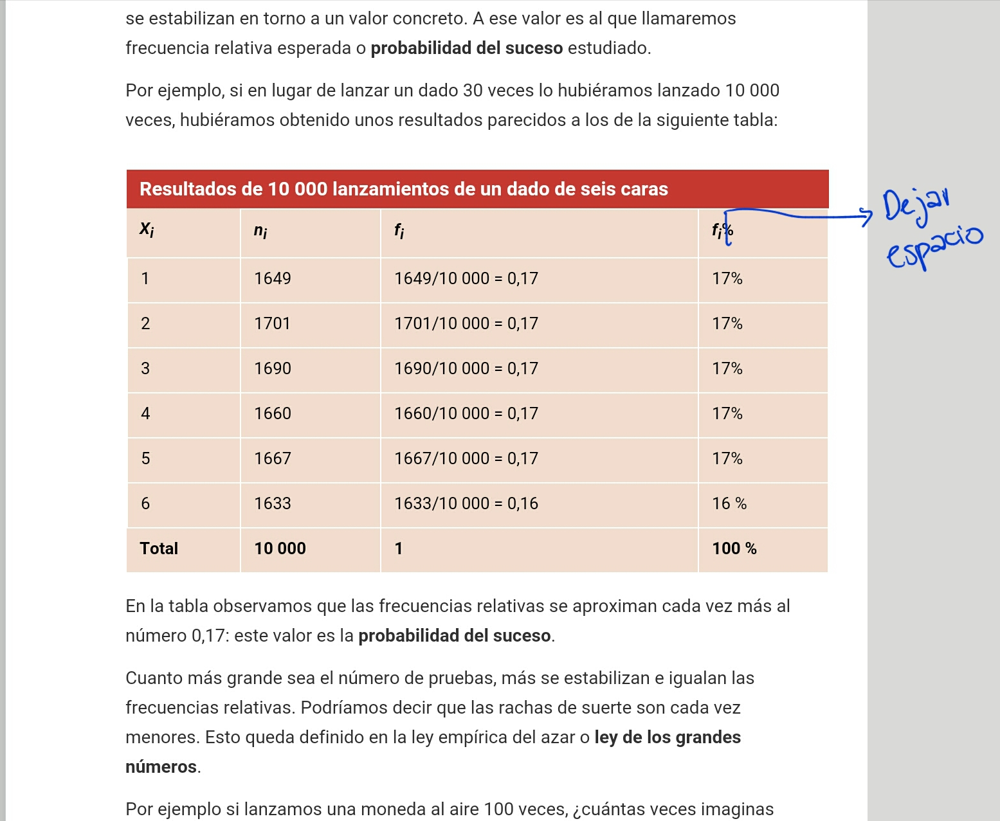 se estabilizan en torno a un valor concreto. A ese valor es al que llamaremos
frecuencia relativa esperada o probabilidad del suceso estudiado.
Por ejemplo, si en lugar de lanzar un dado 30 veces lo hubiéramos lanzado 10 000
veces, hubiéramos obtenido unos resultados parecidos a los de la siguiente tabla:
Resultados de 10 000 lanzamientos de un dado de seis caras
Xi ni fi fi%
Dejar
espacio
1 1649 1649/10 000 = 0,17 17%
2 1701 1701/10 000 = 0,17 17%
3 1690 1690/10 000 = 0,17 17%
4 1660 1660/10 000 = 0,17 17%
5 1667 1667/10 000 = 0,17 17%
6 1633 1633/10 000 = 0,16 16 %
Total 10 000 1 100 %
En la tabla observamos que las frecuencias relativas se aproximan cada vez más al
número 0,17: este valor es la probabilidad del suceso.
Cuanto más grande sea el número de pruebas, más se estabilizan e igualan las
frecuencias relativas. Podríamos decir que las rachas de suerte son cada vez
menores. Esto queda definido en la ley empírica del azar o ley de los grandes
números.
Por ejemplo si lanzamos una moneda al aire 100 veces, ¿cuántas veces imaginas